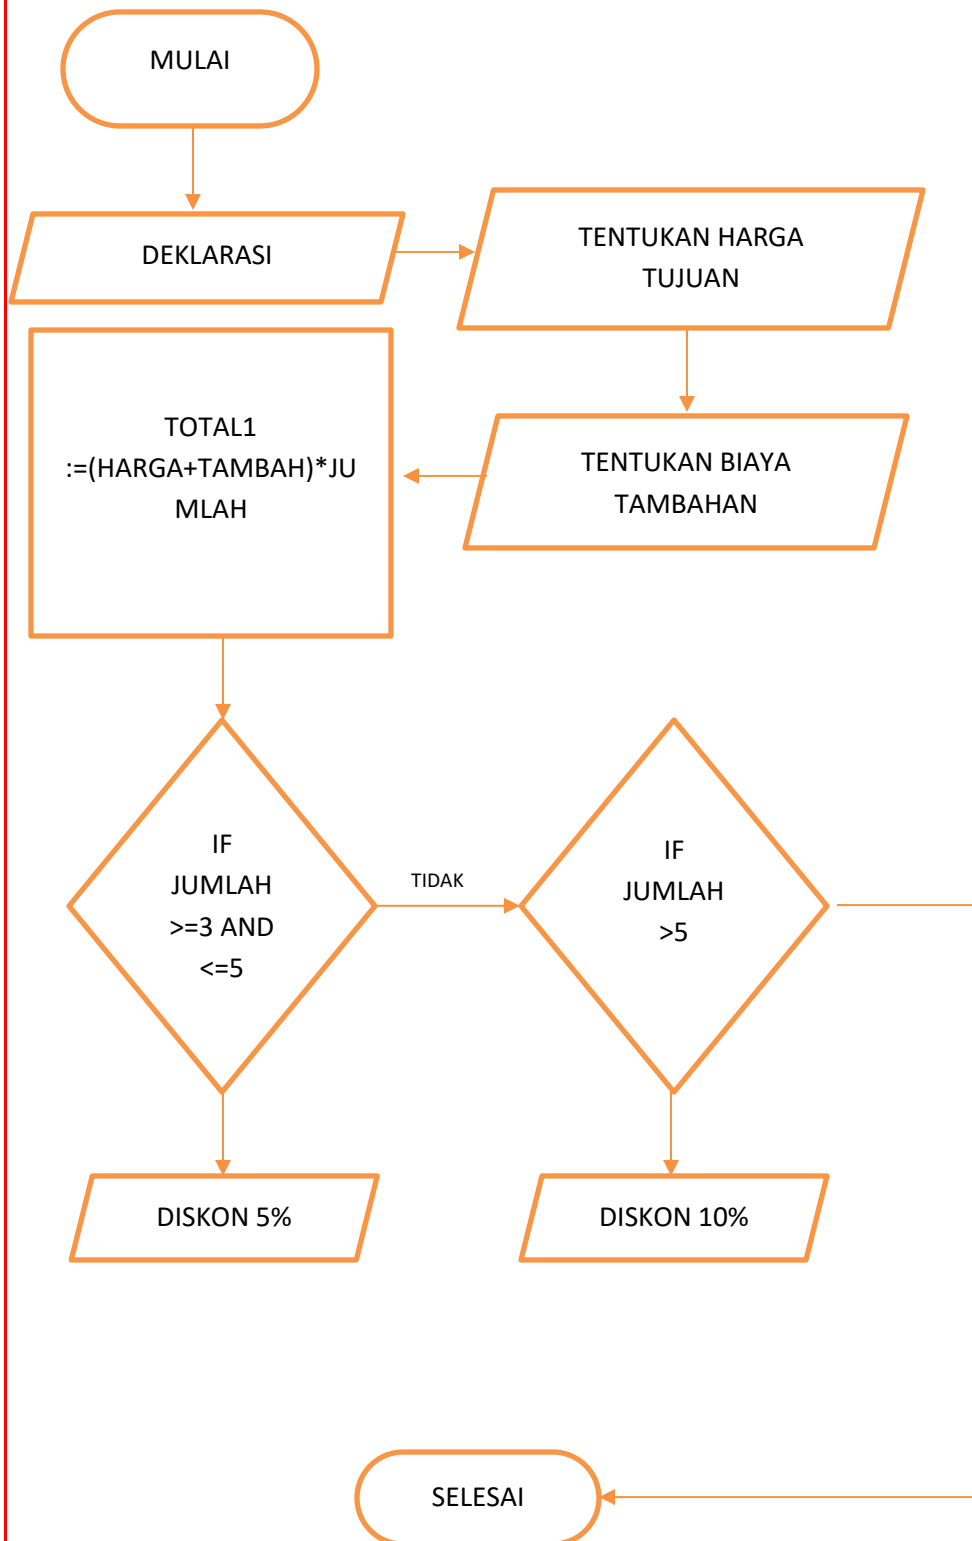 MULAI
DEKLARASI
TENTUKAN HARGA
TUJUAN
TENTUKAN BIAYA
TAMBAHAN
TOTAL1
:=(HARGA+TAMBAH)*JU
MLAH
IF
JUMLAH
>=3 AND
<=5
TIDAK
IF
JUMLAH
>5
DISKON 5%
DISKON 10%
SELESAI